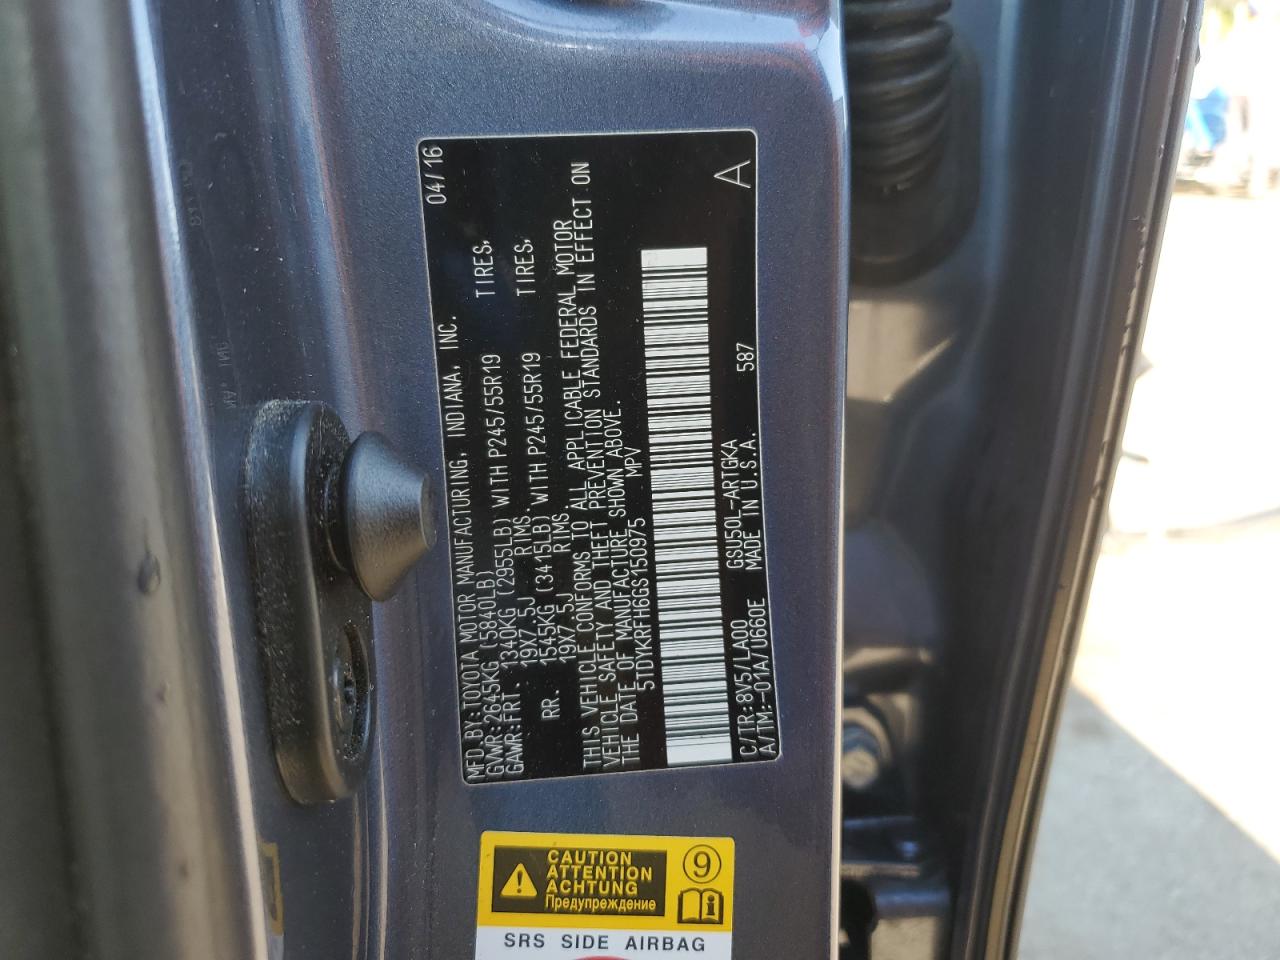 MFD.BY:TOYOTA MOTOR MANUFACTURING, INDIANA, INC. 04/16
GVWR:2645KG (5840LB)
GAWR:FRT. 1340KG (2955LB) WITH P245/55R19 TIRES,
19X7.5J RIMS.
RR. 1545KG (3415LB) WITH P245/55R19 TIRES,
19X7.5J RIMS.
THIS VEHICLE CONFORMS TO ALL APPLICABLE FEDERAL MOTOR
VEHICLE SAFETY AND THEFT PREVENTION STANDARDS IN EFFECT ON
THE DATE OF MANUFACTURE SHOWN ABOVE.
5TDYKRFH6GS150975 MPV
C/TR:8V5/LA00 GSU50L-ARTGKA 587 A
A/TM:-01A/U660E MADE IN U.S.A.
CAUTION
ATTENTION
ACHTUNG
Предупреждение
9
i
SRS SIDE AIRBAG